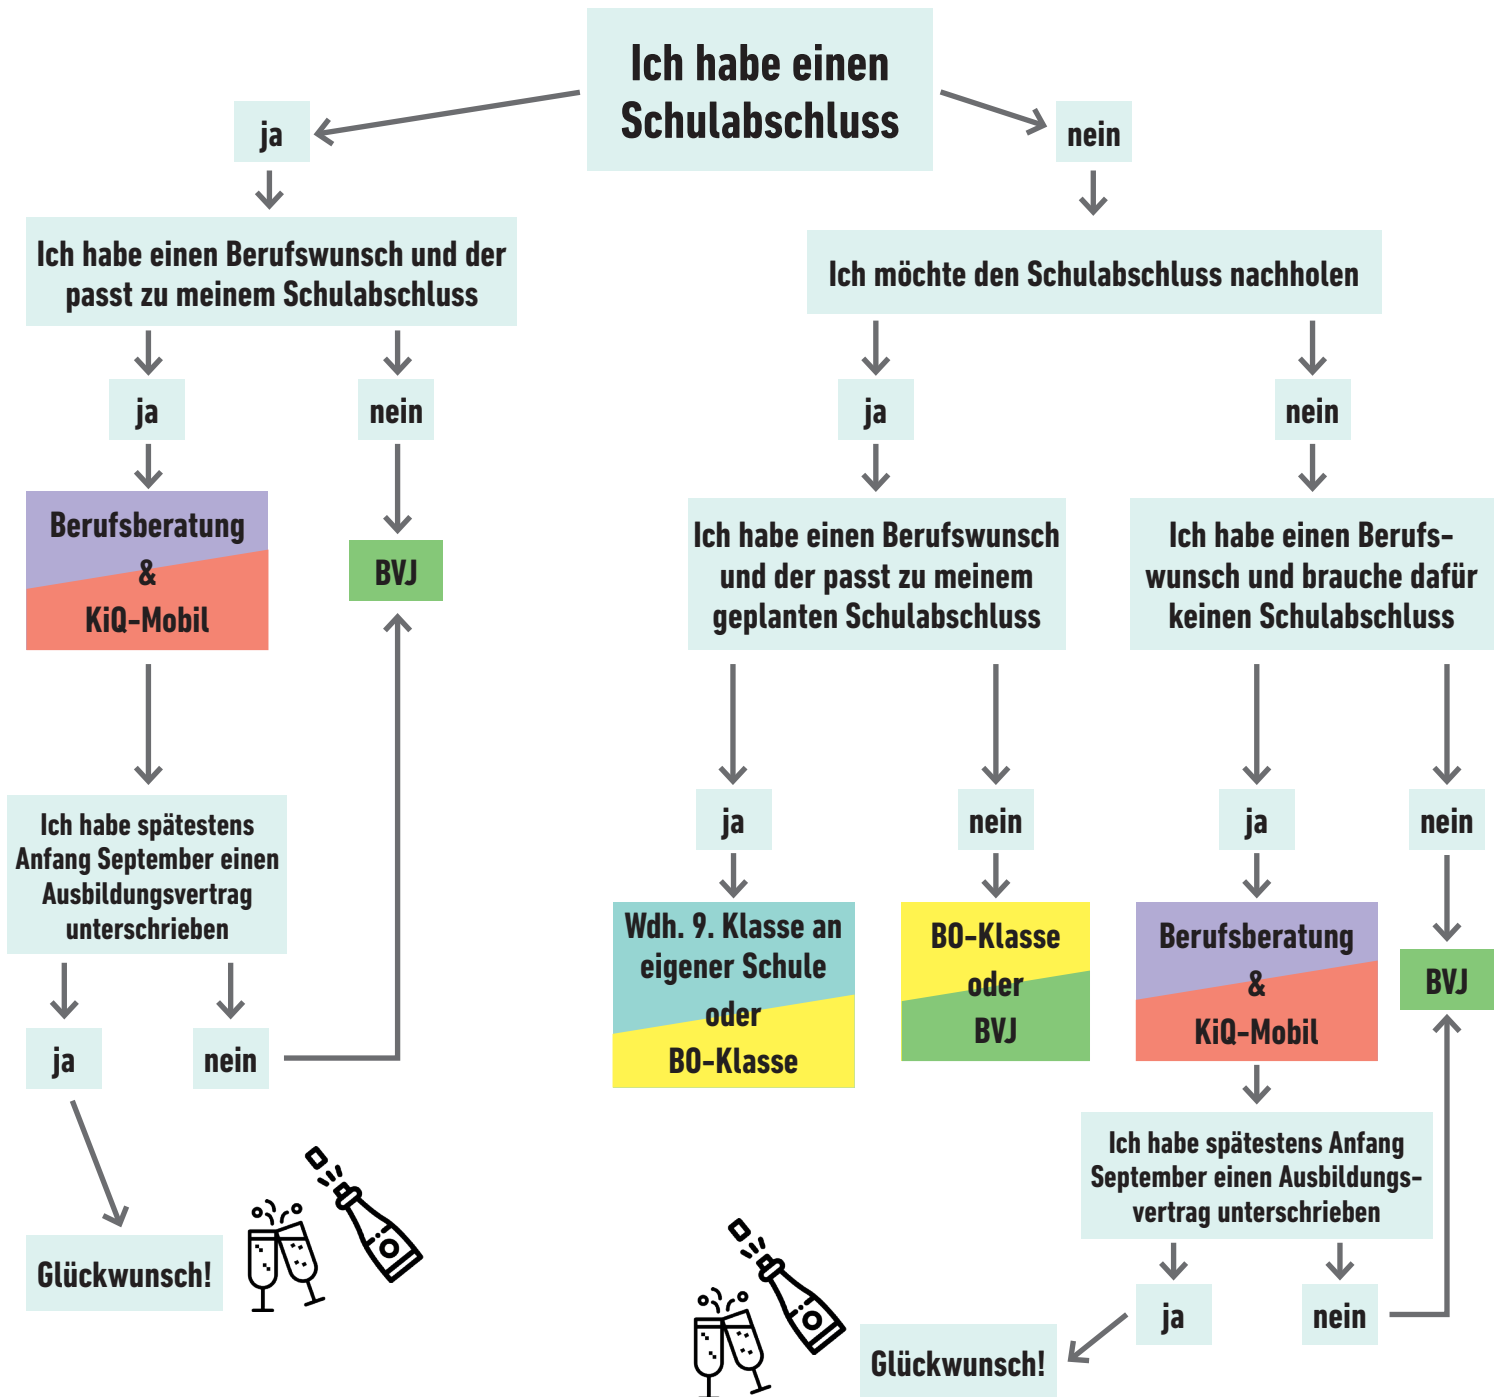 Ich habe einen
Schulabschluss
ja
nein
Ich habe einen Berufswunsch und der
passt zu meinem Schulabschluss
Ich möchte den Schulabschluss nachholen
ja
nein
ja
nein
Berufsberatung
&
KiQ-Mobil
BVJ
Ich habe einen Berufswunsch
und der passt zu meinem
geplanten Schulabschluss
Ich habe einen Berufs-
wunsch und brauche dafür
keinen Schulabschluss
Ich habe spätestens
Anfang September einen
Ausbildungsvertrag
unterschrieben
ja
nein
ja
nein
Wdh. 9. Klasse an
eigener Schule
oder
BO-Klasse
BO-Klasse
oder
BVJ
Berufsberatung
&
KiQ-Mobil
BVJ
ja
nein
Ich habe spätestens Anfang
September einen Ausbildungs-
vertrag unterschrieben
Glückwunsch!
ja
nein
Glückwunsch!